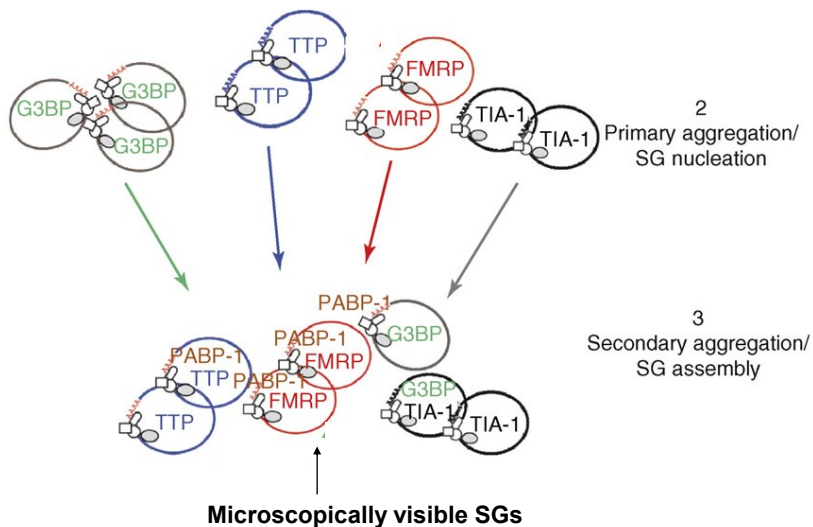 TTP
TTP
G3BP
G3BP
G3BP
FMRP
FMRP
TIA-1
TIA-1
2
Primary aggregation/
SG nucleation
PABP-1
G3BP
PABP-1
FMRP
PABP-1
TTP
PABP-1
FMRP
TTP
G3BP
TIA-1
TIA-1
3
Secondary aggregation/
SG assembly
Microscopically visible SGs